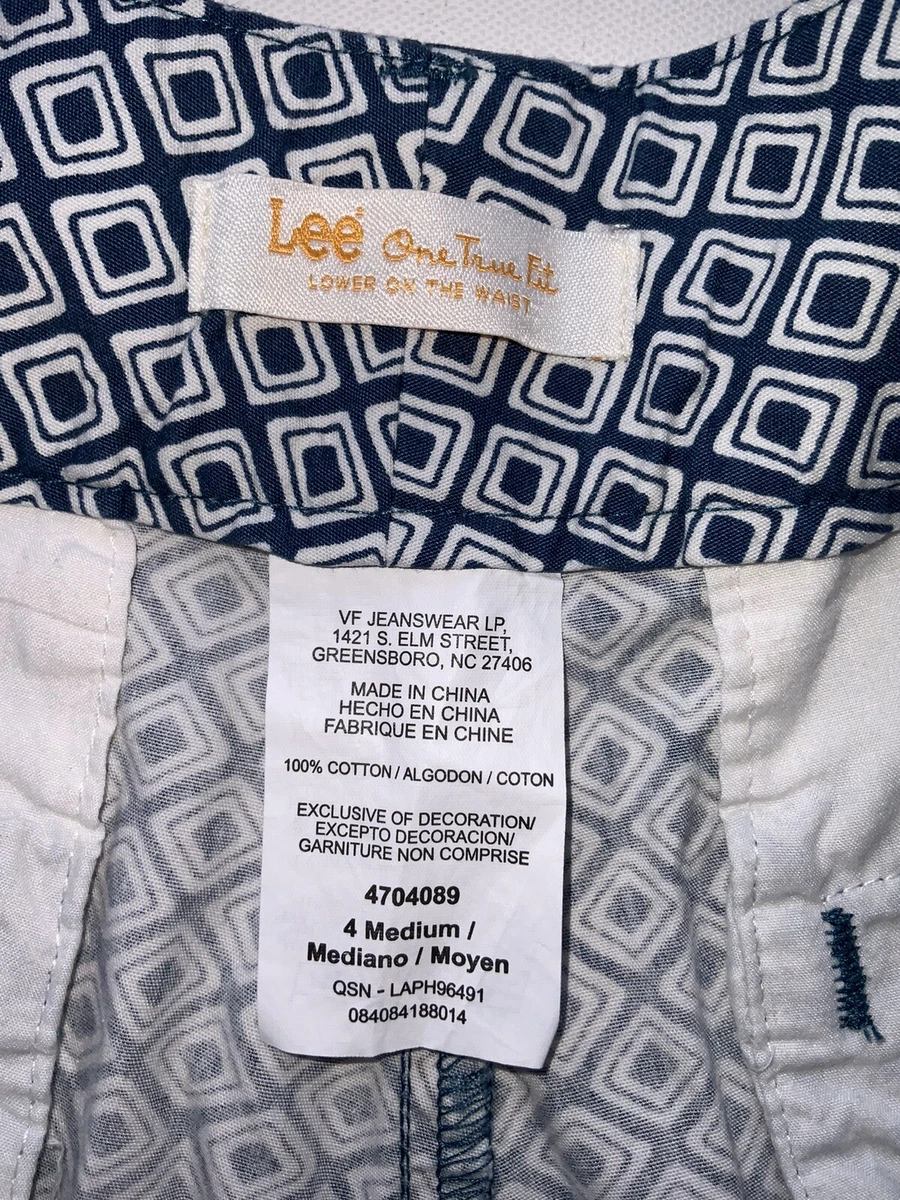 Lee® One True Fit
LOWER ON THE WAIST
VF JEANSWEAR LP,
1421 S. ELM STREET,
GREENSBORO, NC 27406
MADE IN CHINA
HECHO EN CHINA
FABRIQUE EN CHINE
100% COTTON / ALGODON / COTON
EXCLUSIVE OF DECORATION/
EXCEPTO DECORACION/
GARNITURE NON COMPRISE
4704089
4 Medium /
Mediano / Moyen
QSN - LAPH96491
084084188014